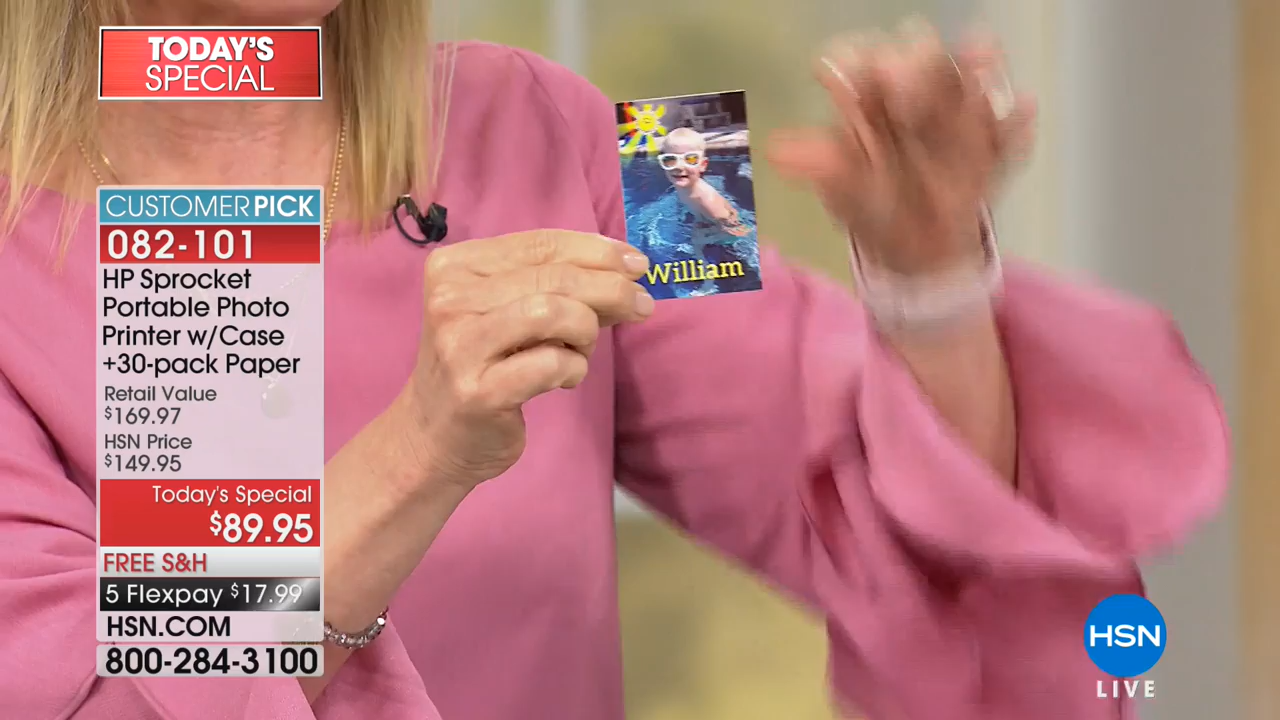 TODAY'S
SPECIAL
CUSTOMER PICK
082-101
HP Sprocket
Portable Photo
Printer w/Case
+30-pack Paper
Retail Value
$169.97
HSN Price
$149.95
Today's Special
$89.95
FREE S&H
5 Flexpay $17.99
HSN.COM
800-284-3100
William
HSN
LIVE